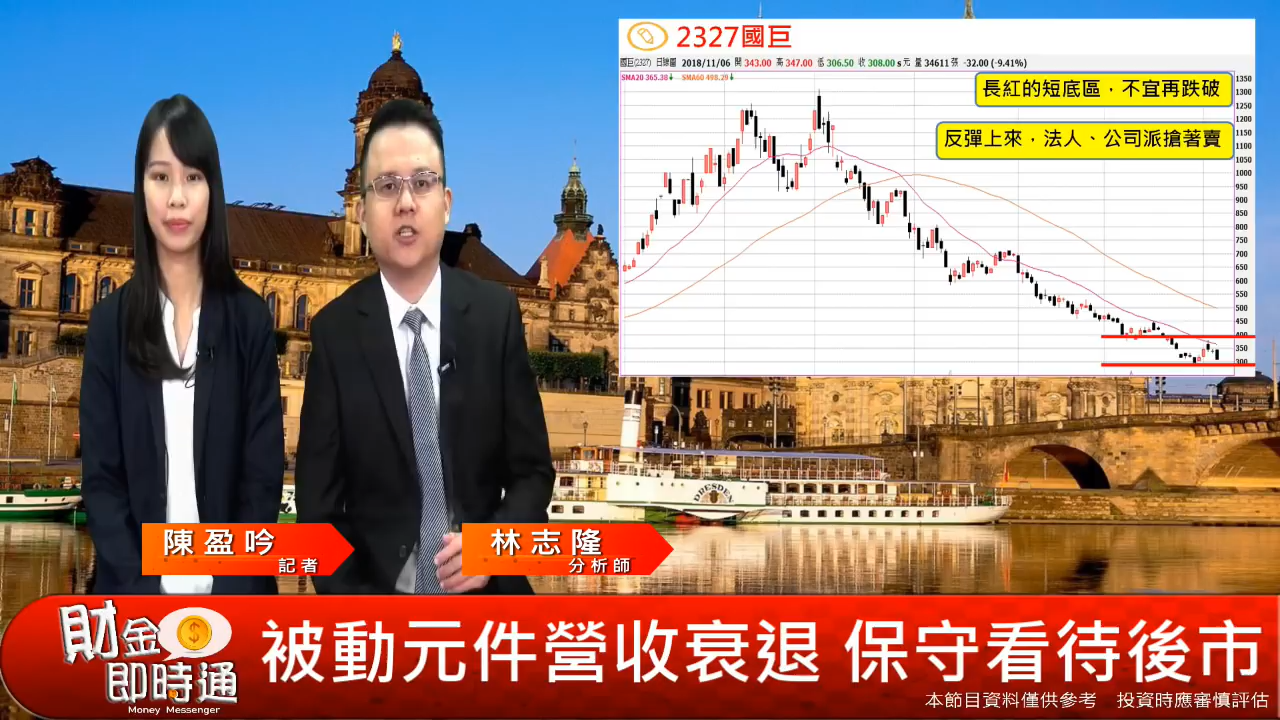 2327國巨
國巨(2327) 日線圖 2018/11/06 開 343.00 高 347.00 低 306.50 收 308.00 s元 量 34611 張 -32.00 (-9.41%)
SMA20 365.38↓ SMA60 498.29↓
長紅的短底區，不宜再跌破
反彈上來，法人、公司派搶著賣
1350
1300
1250
1200
1150
1100
1050
1000
950
900
850
800
750
700
650
600
550
500
450
400
350
300
DRESDEN
陳盈吟
記者
林志隆
分析師
財金
即時通
Money Messenger
被動元件營收衰退 保守看待後市
本節目資料僅供參考 投資時應審慎評估